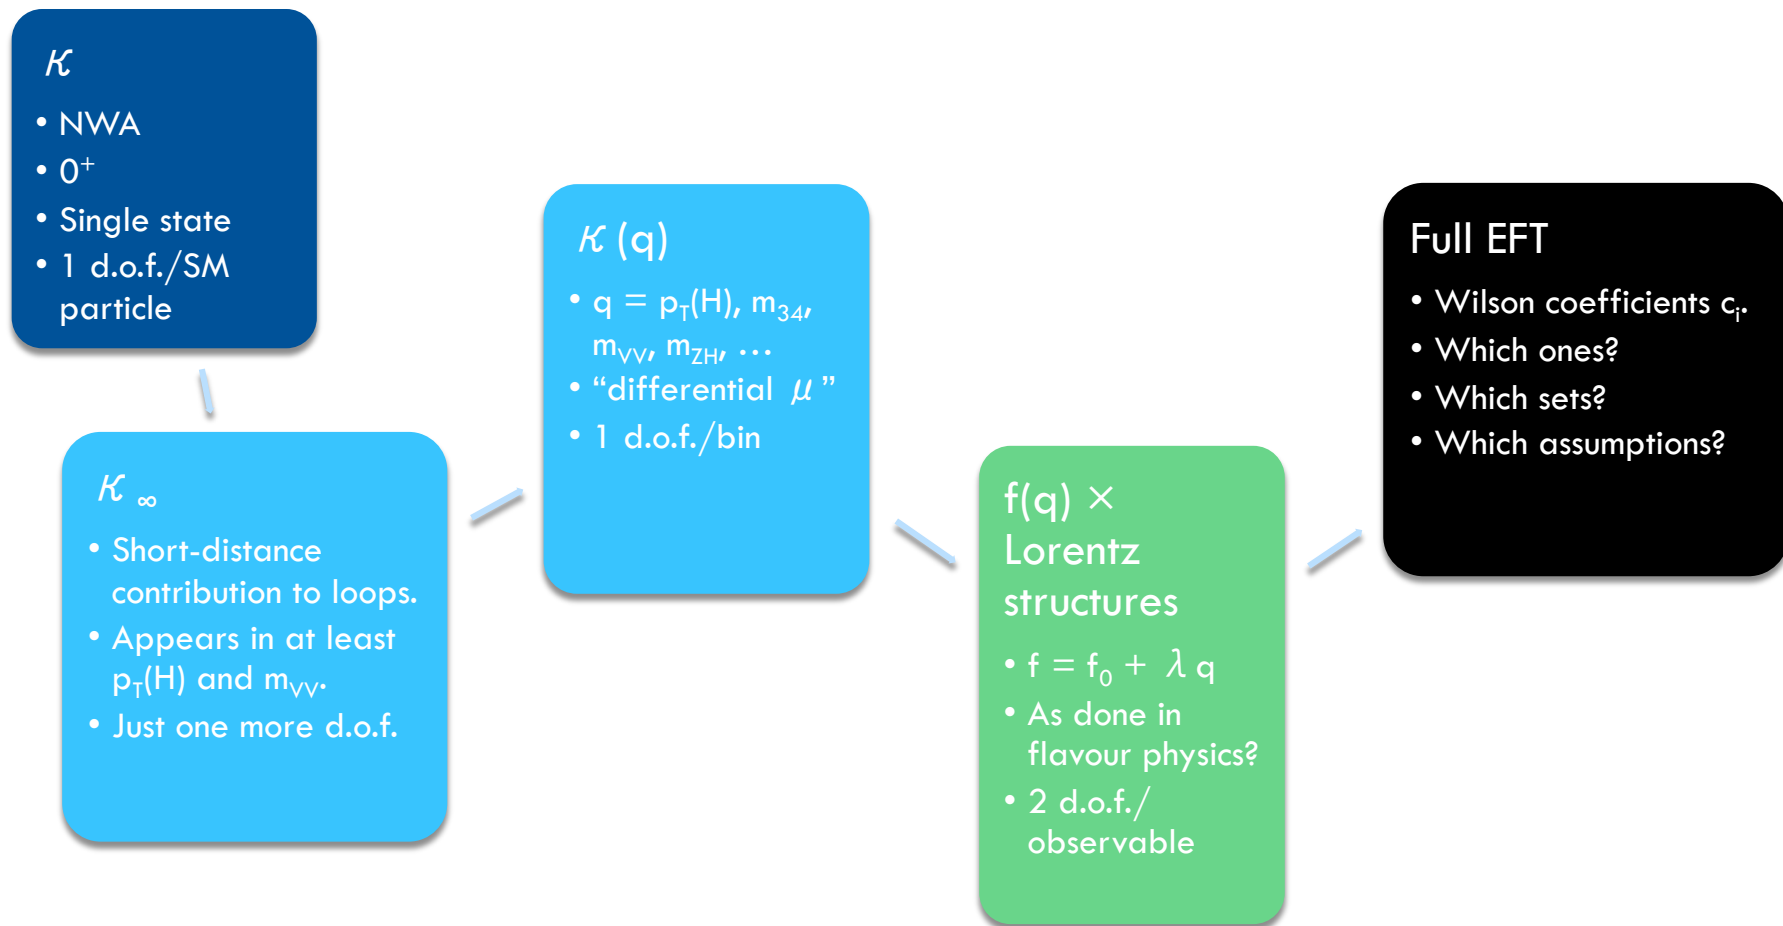 κ
• NWA
• 0⁺
• Single state
• 1 d.o.f./SM
particle
κ ∞
• Short-distance
contribution to loops.
• Appears in at least
p_T(H) and m_VV.
• Just one more d.o.f.
κ (q)
• q = p_T(H), m_34,
m_VV, m_ZH, …
• “differential μ”
• 1 d.o.f./bin
f(q) ×
Lorentz
structures
• f = f_0 + λ q
• As done in
flavour physics?
• 2 d.o.f./
observable
Full EFT
• Wilson coefficients c_i.
• Which ones?
• Which sets?
• Which assumptions?